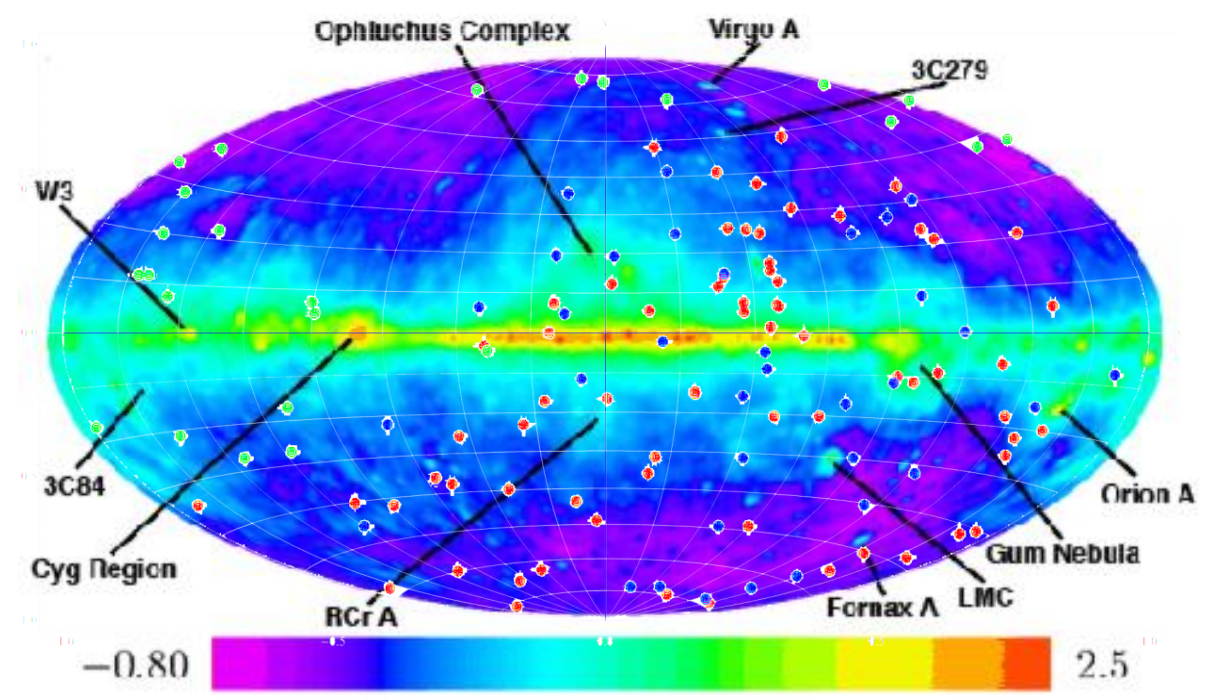 Ophiuchus Complex
Virgo A
3C279
W3
3C84
Cyg Region
RCr A
Fornax A
LMC
Gum Nebula
Orion A
−0.80
2.5